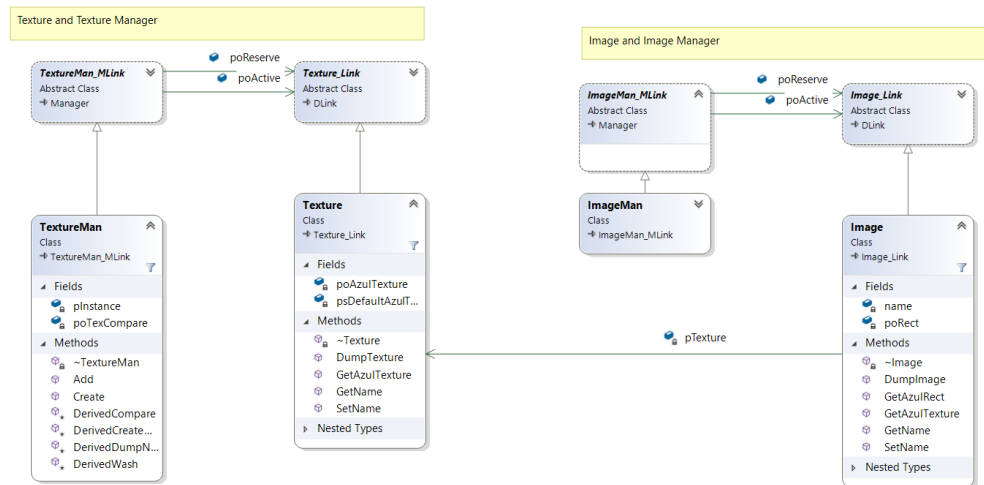 Texture and Texture Manager
TextureMan_MLink
Abstract Class
Manager
poReserve
poActive
Texture_Link
Abstract Class
DLink
TextureMan
Class
TextureMan_MLink
Fields
pInstance
poTexCompare
Methods
~TextureMan
Add
Create
DerivedCompare
DerivedCreate...
DerivedDumpN...
DerivedWash
Texture
Class
Texture_Link
Fields
poAzulTexture
psDefaultAzulT...
Methods
~Texture
DumpTexture
GetAzulTexture
GetName
SetName
Nested Types
Image and Image Manager
ImageMan_MLink
Abstract Class
Manager
poReserve
poActive
Image_Link
Abstract Class
DLink
ImageMan
Class
ImageMan_MLink
pTexture
Image
Class
Image_Link
Fields
name
poRect
Methods
~Image
DumpImage
GetAzulRect
GetAzulTexture
GetName
SetName
Nested Types